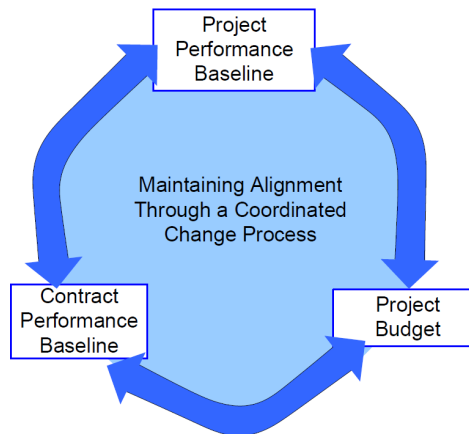 Project
Performance
Baseline
Maintaining Alignment
Through a Coordinated
Change Process
Contract
Performance
Baseline
Project
Budget